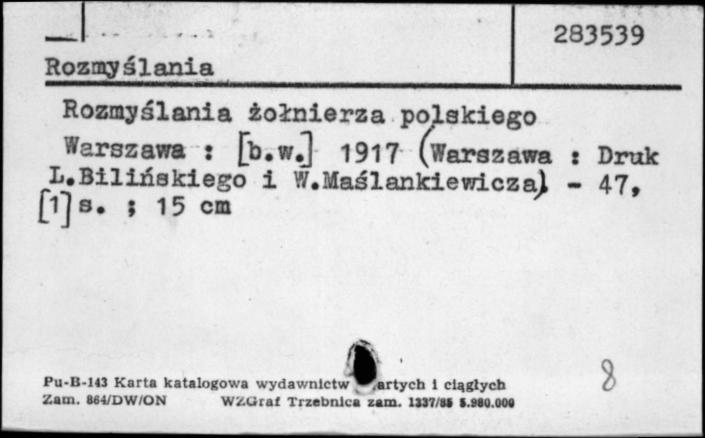 283539
Rozmyślania
Rozmyślania żołnierza polskiego
Warszawa : [b.w.] 1917 (Warszawa : Druk
L.Bilińskiego i W.Maślankiewicza). - 47,
[1] s. ; 15 cm
Pu-B-143 Karta katalogowa wydawnictw artych i ciągłych
8
Zam. 864/DW/ON WZGraf Trzebnica zam. 1337/85 5.980.000